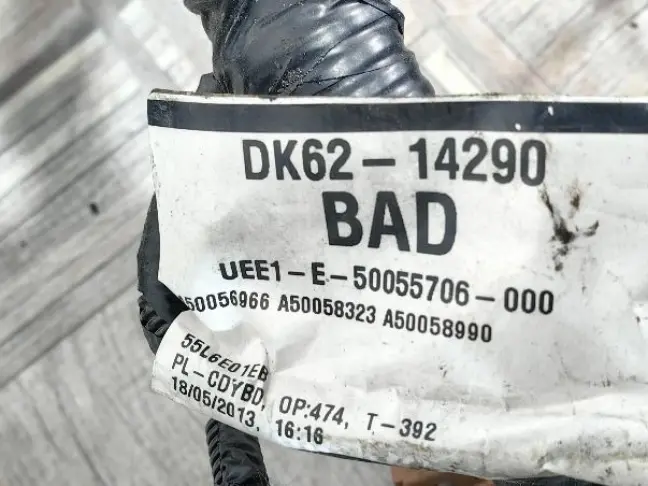 DK62-14290
BAD
UEE1-E-50055706-000
A50056966 A50058323 A50058990
55L6E01EB
PL-CDYBD, OP:474, T-392
18/05/2013, 16:16